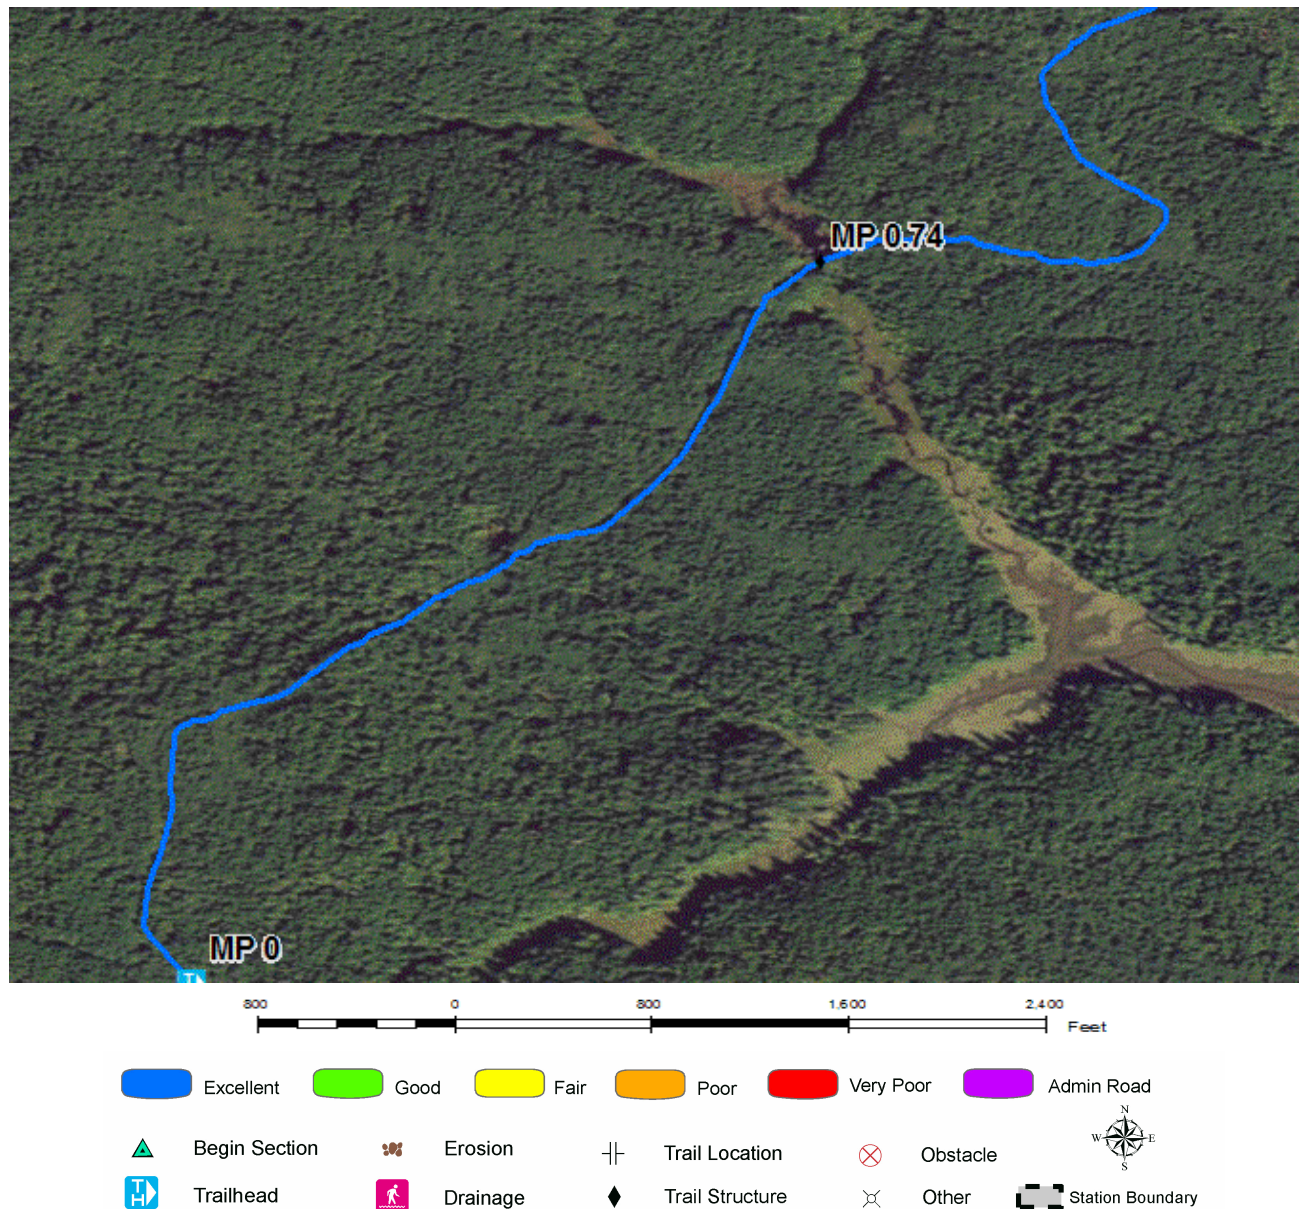 MP 0.74
MP 0
T
800 0 800 1,600 2,400
Feet
Excellent Good Fair Poor Very Poor Admin Road
N
W E
S
Begin Section Erosion Trail Location Obstacle
TH Trailhead Drainage Trail Structure Other Station Boundary